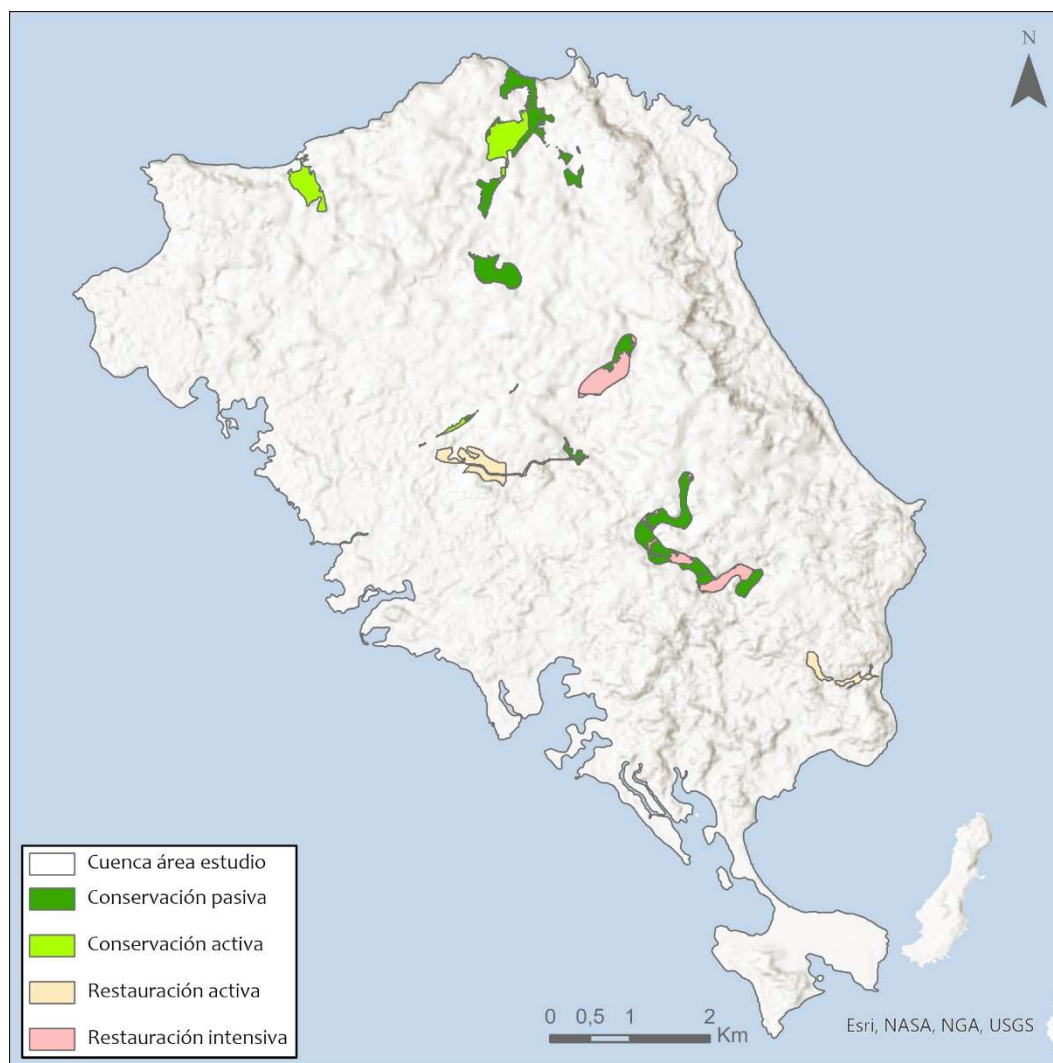 N
Cuenca área estudio
Conservación pasiva
Conservación activa
Restauración activa
Restauración intensiva
0 0,5 1 2
Km
Esri, NASA, NGA, USGS